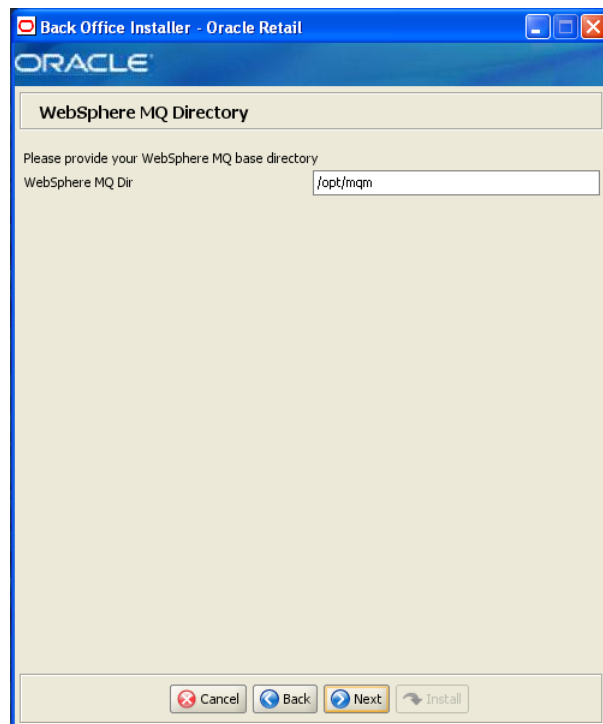 Back Office Installer - Oracle Retail
ORACLE
WebSphere MQ Directory
Please provide your WebSphere MQ base directory
WebSphere MQ Dir /opt/mqm
Cancel Back Next Install